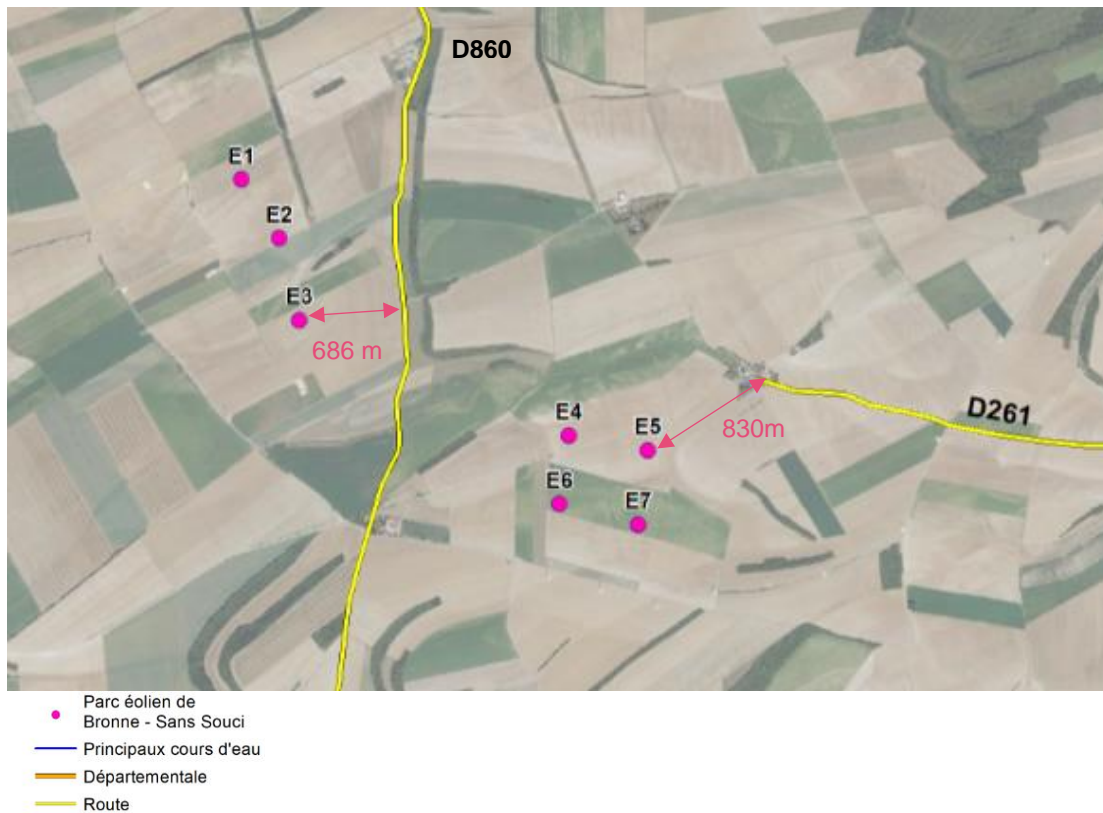 D860
E1
E2
E3
686 m
E4
E5
830m
D261
E6
E7
Parc éolien de
Bronne - Sans Souci
Principaux cours d'eau
Départementale
Route